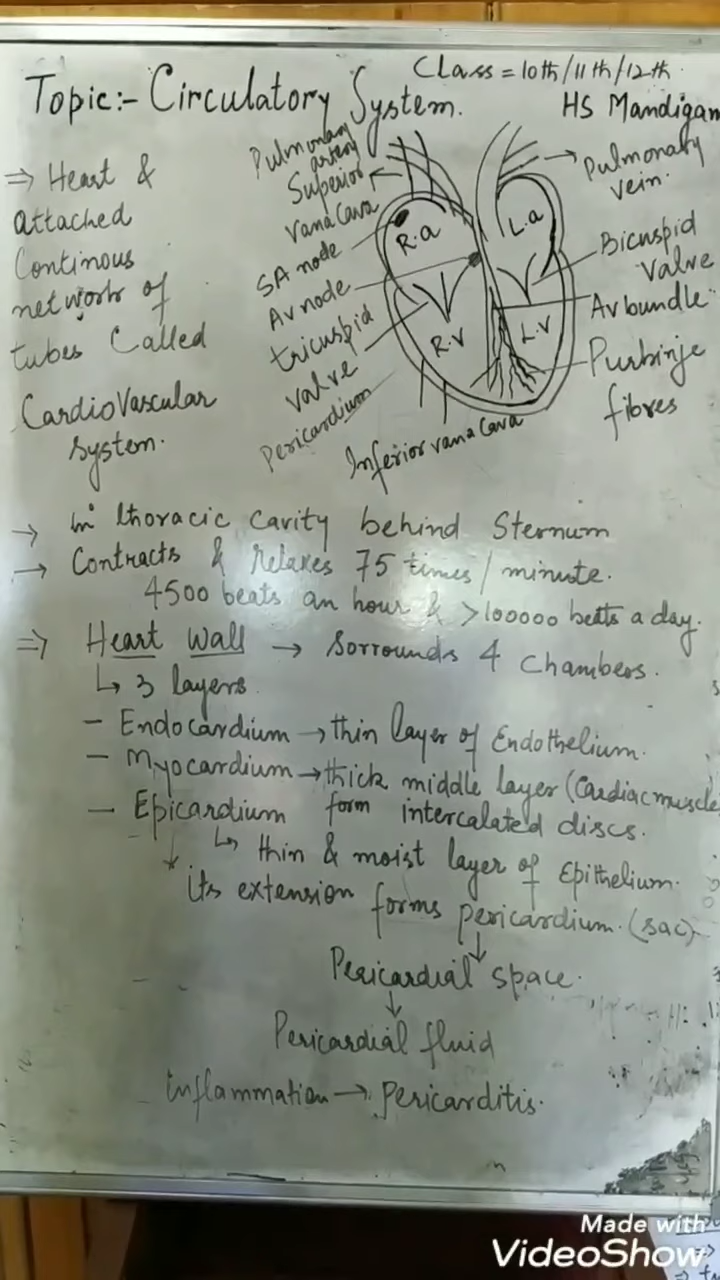 Class = 10th/11th/12th
Topic:- Circulatory System.
HS Mandigam
⇒ Heart &
attached
Continous
network of
tubes Called
CardioVascular
System.
Pulmonary
artery
Superior
vana Cava
SA node
Av node
tricuspid
valve
Pericardium
Inferior vana Cava
R.a
L.a
R.v
L.v
Pulmonary
vein.
Bicuspid
Valve
Av bundle
Purbinje
fibres
→ In thoracic cavity behind Sternum
→ Contracts & relaxes 75 times/minute.
4500 beats an hour & >100000 beats a day.
⇒ Heart Wall → Sorrounds 4 Chambers.
↳ 3 layers
- Endocardium → thin layer of Endothelium.
- Myocardium → thick middle layer (Cardiac muscle
form intercalated discs.
- Epicardium
↳ thin & moist layer of Epithelium.
↓ its extension forms pericardium. (sac)
↓
Pericardial space.
↓
Pericardial fluid
inflammation → Pericarditis.
Made with
VideoShow